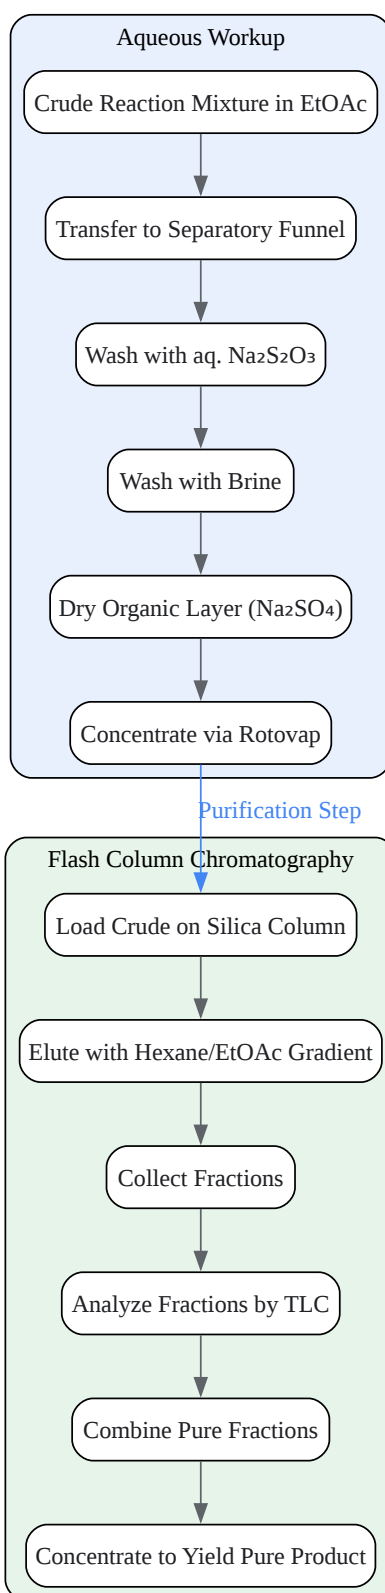 Aqueous Workup
Crude Reaction Mixture in EtOAc
Transfer to Separatory Funnel
Wash with aq. Na₂S₂O₃
Wash with Brine
Dry Organic Layer (Na₂SO₄)
Concentrate via Rotovap
Purification Step
Flash Column Chromatography
Load Crude on Silica Column
Elute with Hexane/EtOAc Gradient
Collect Fractions
Analyze Fractions by TLC
Combine Pure Fractions
Concentrate to Yield Pure Product